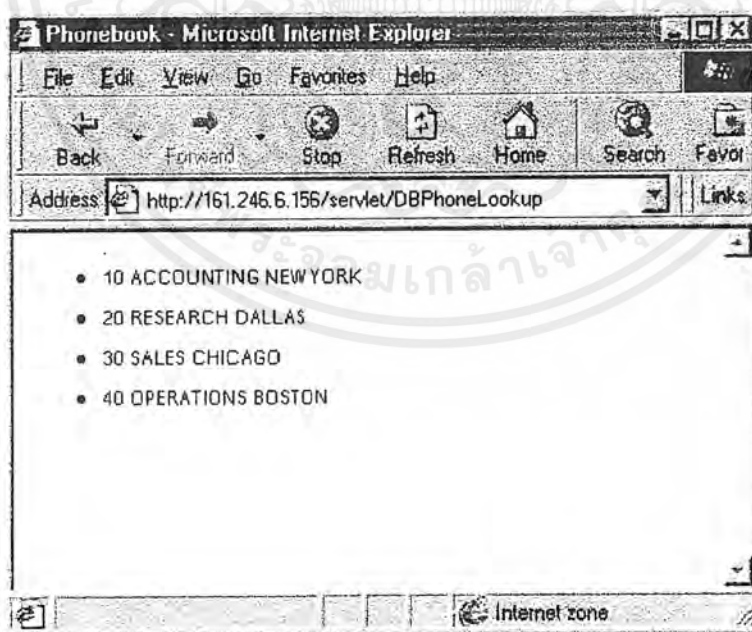 Phonebook - Microsoft Internet Explorer
File Edit View Go Favorites Help
Back Forward Stop Refresh Home Search Favor
Address http://161.246.6.156/servlet/DBPhoneLookup Links
• 10 ACCOUNTING NEW YORK
• 20 RESEARCH DALLAS
• 30 SALES CHICAGO
• 40 OPERATIONS BOSTON
Internet zone